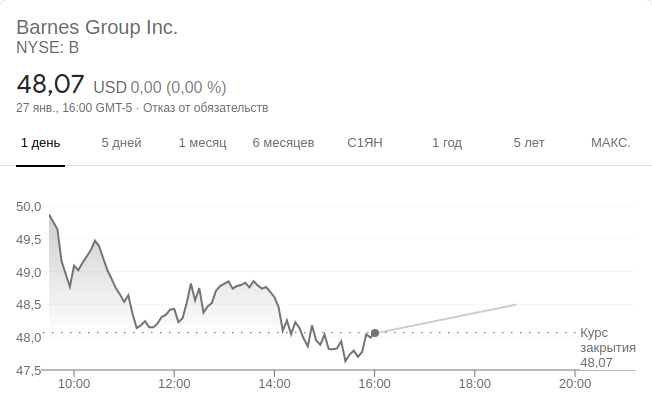 Barnes Group Inc.
NYSE: B
48,07 USD 0,00 (0,00 %)
27 янв., 16:00 GMT-5 · Отказ от обязательств
1 день 5 дней 1 месяц 6 месяцев С1ЯН 1 год 5 лет МАКС.
50,0
49,5
49,0
48,5
48,0
47,5
Курс
закрытия
48,07
10:00 12:00 14:00 16:00 18:00 20:00